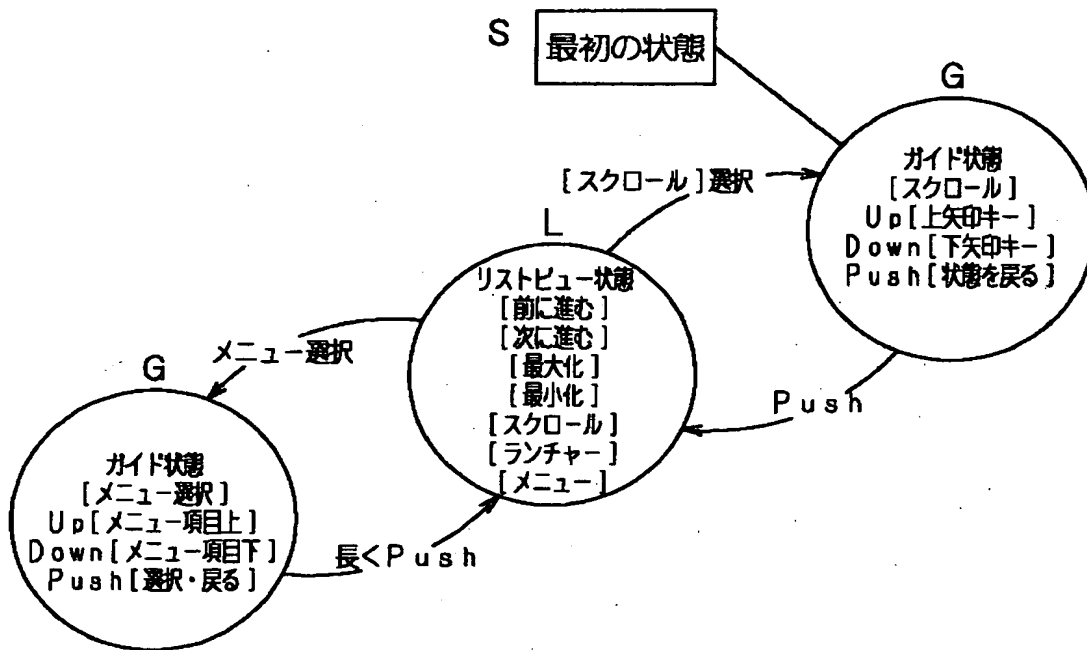 S
最初の状態
G
ガイド状態
[スクロール]
Up[上矢印キー]
Down[下矢印キー]
Push[状態を戻る]
[スクロール]選択
L
リストビュー状態
[前に進む]
[次に進む]
[最大化]
[最小化]
[スクロール]
[ランチャー]
[メニュー]
メニュー選択
Push
G
ガイド状態
[メニュー選択]
Up[メニュー項目上]
Down[メニュー項目下]
Push[選択・戻る]
長くPush